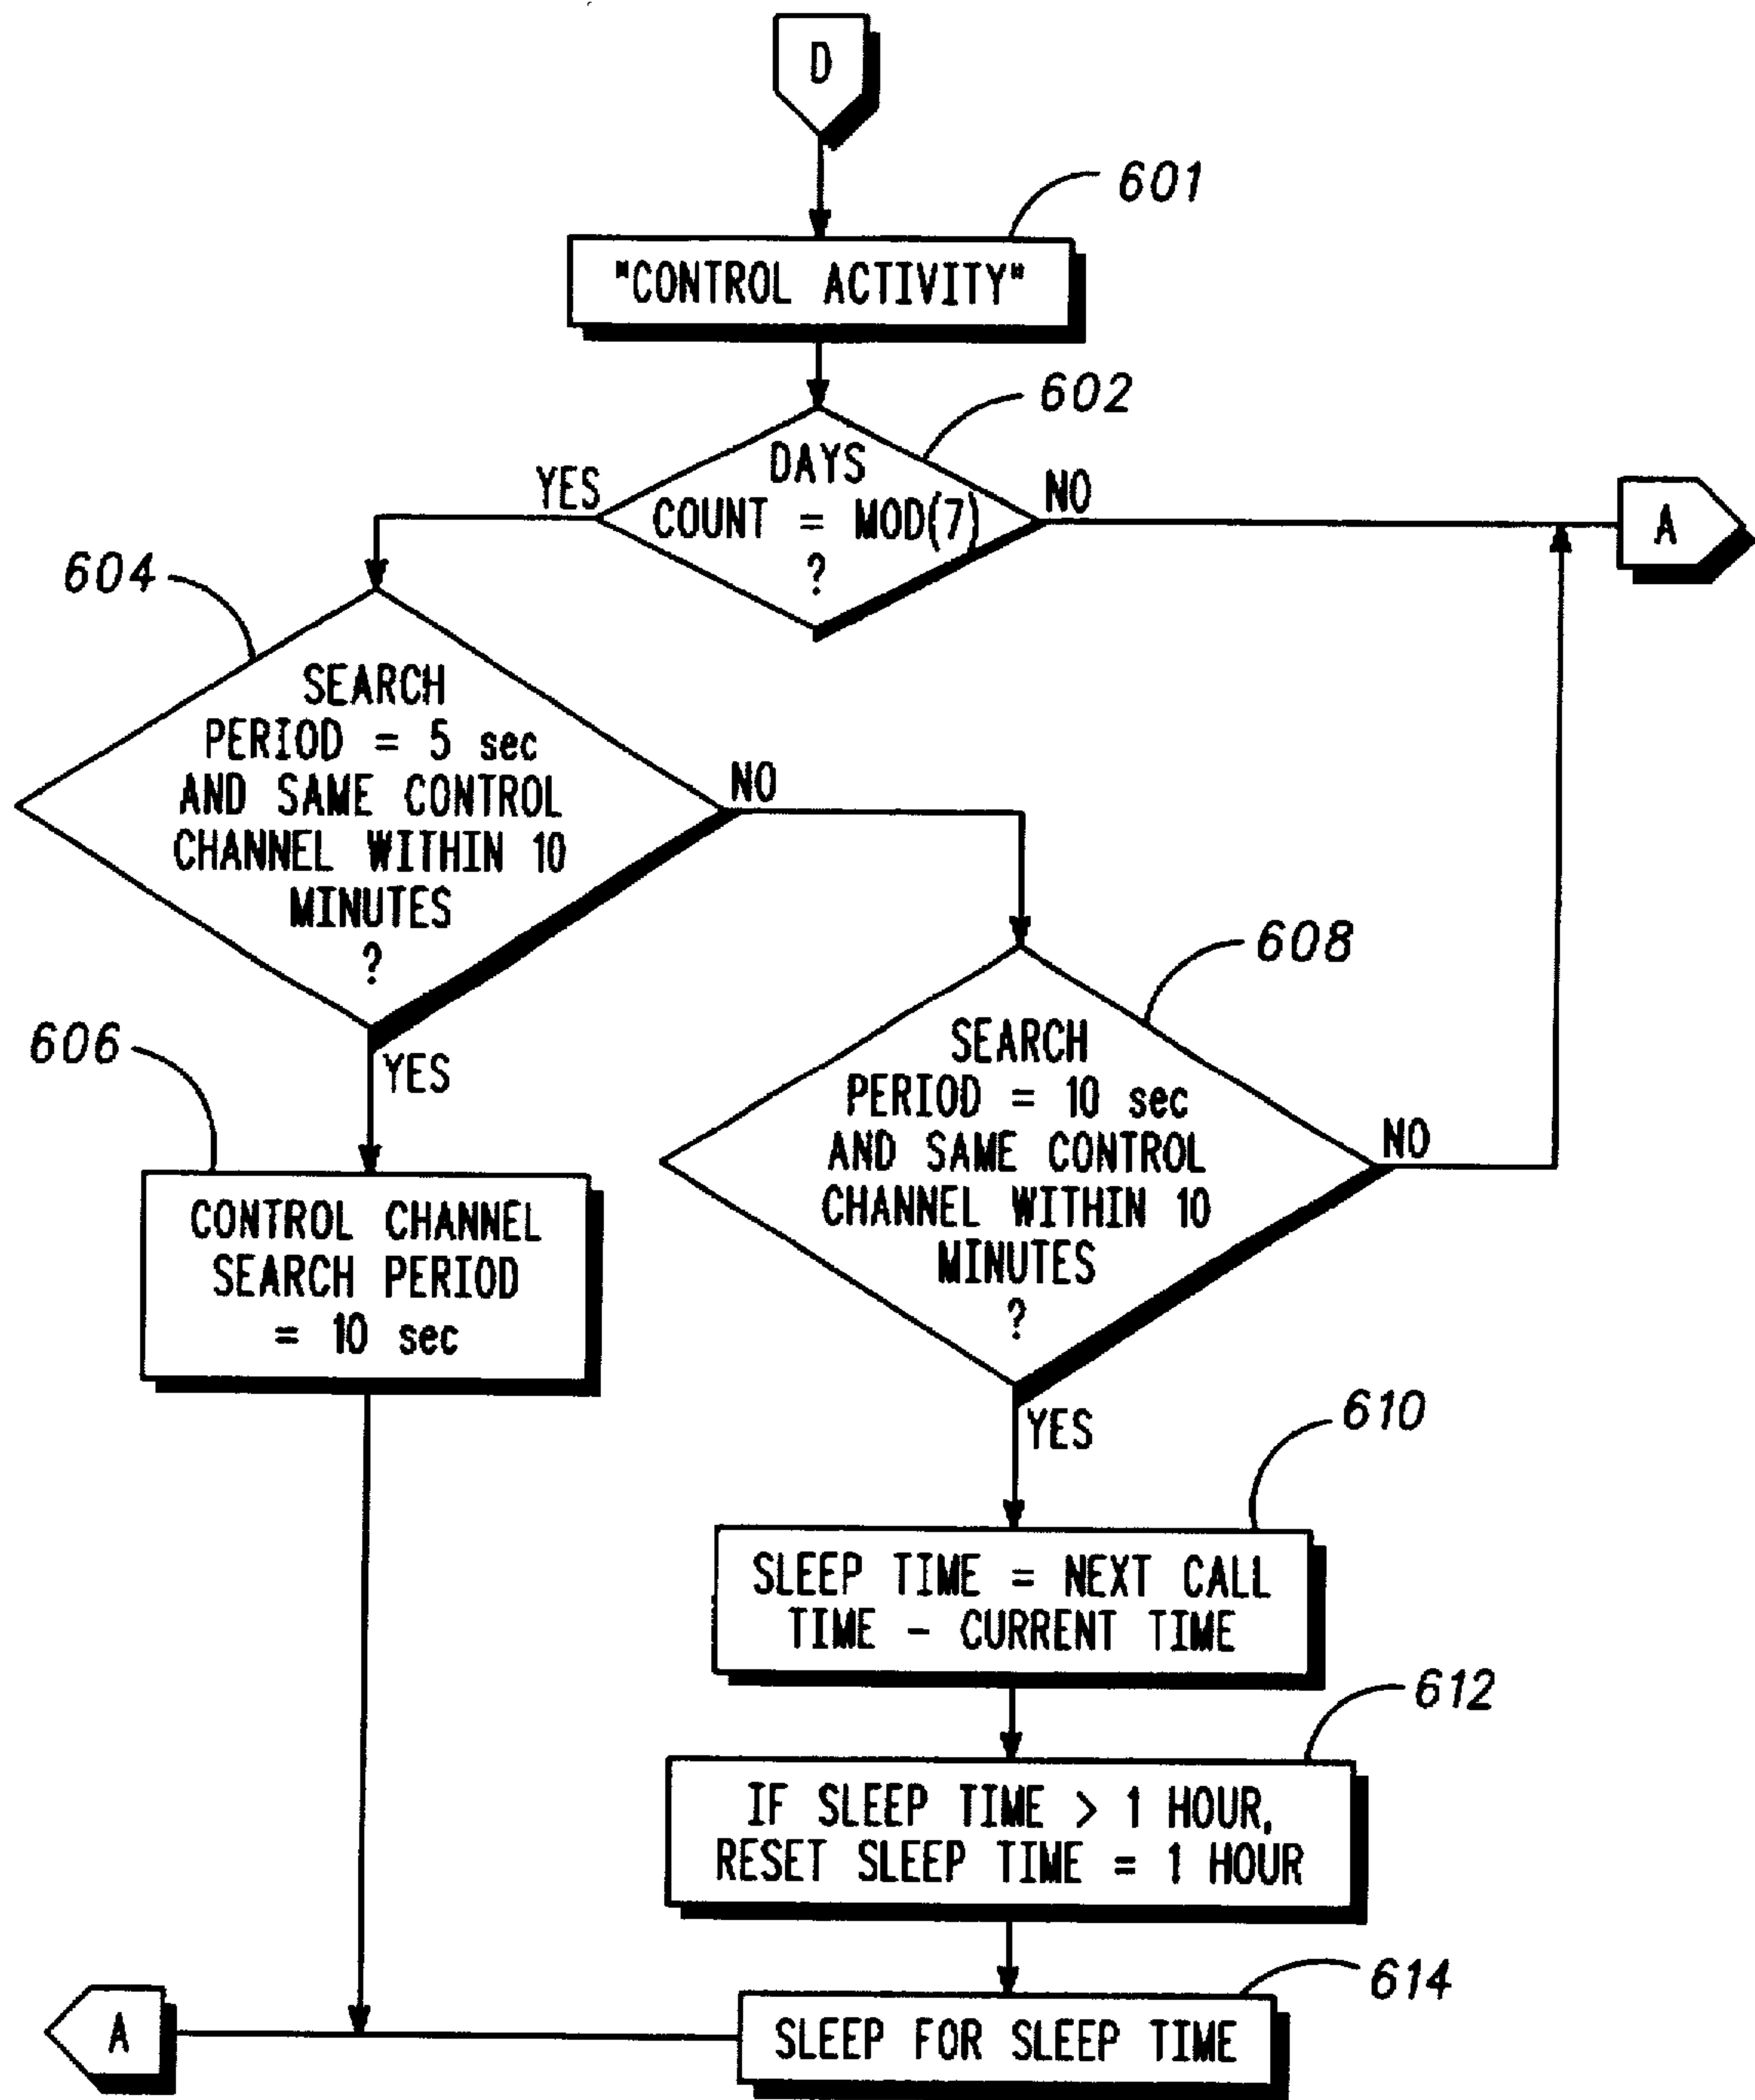 D
601
"CONTROL ACTIVITY"
602
DAYS
COUNT = MOD(7)
?
YES
NO
A
604
SEARCH
PERIOD = 5 sec
AND SAME CONTROL
CHANNEL WITHIN 10
MINUTES
?
NO
YES
606
CONTROL CHANNEL
SEARCH PERIOD
= 10 sec
608
SEARCH
PERIOD = 10 sec
AND SAME CONTROL
CHANNEL WITHIN 10
MINUTES
?
NO
YES
610
SLEEP TIME = NEXT CALL
TIME - CURRENT TIME
612
IF SLEEP TIME > 1 HOUR,
RESET SLEEP TIME = 1 HOUR
614
SLEEP FOR SLEEP TIME
A